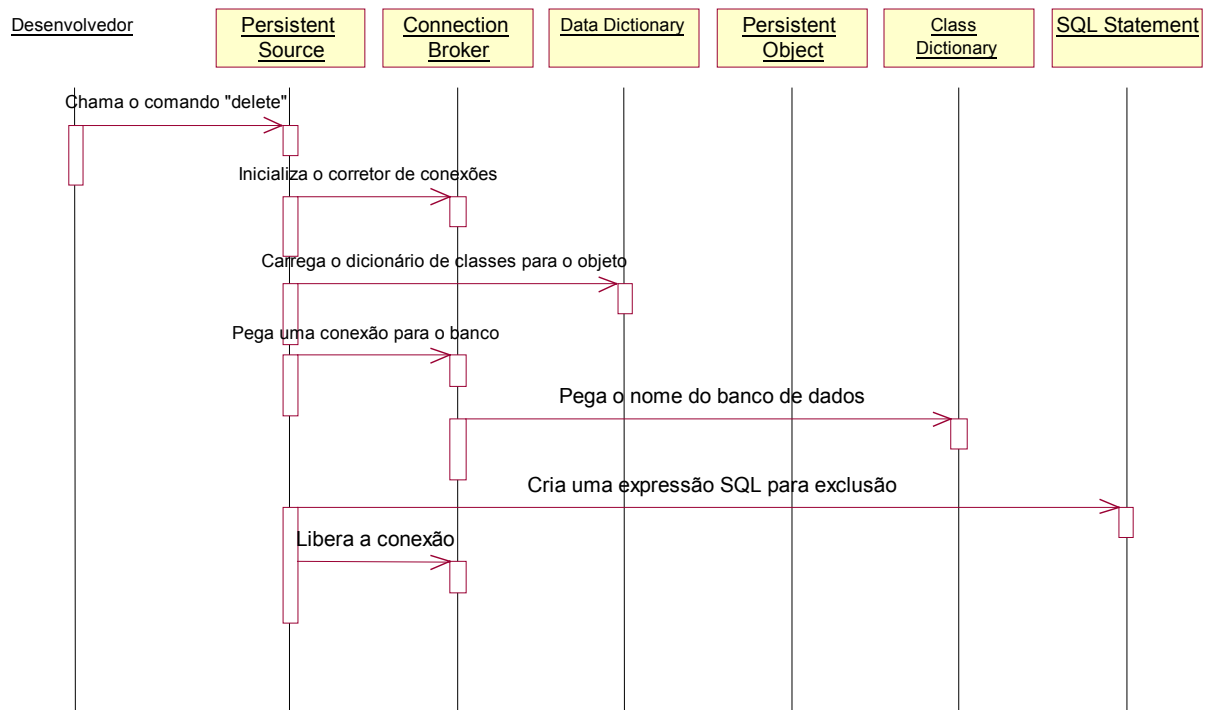 Desenvolvedor
Persistent
Source
Connection
Broker
Data Dictionary
Persistent
Object
Class
Dictionary
SQL Statement
Chama o comando "delete"
Inicializa o corretor de conexões
Carrega o dicionário de classes para o objeto
Pega uma conexão para o banco
Pega o nome do banco de dados
Cria uma expressão SQL para exclusão
Libera a conexão